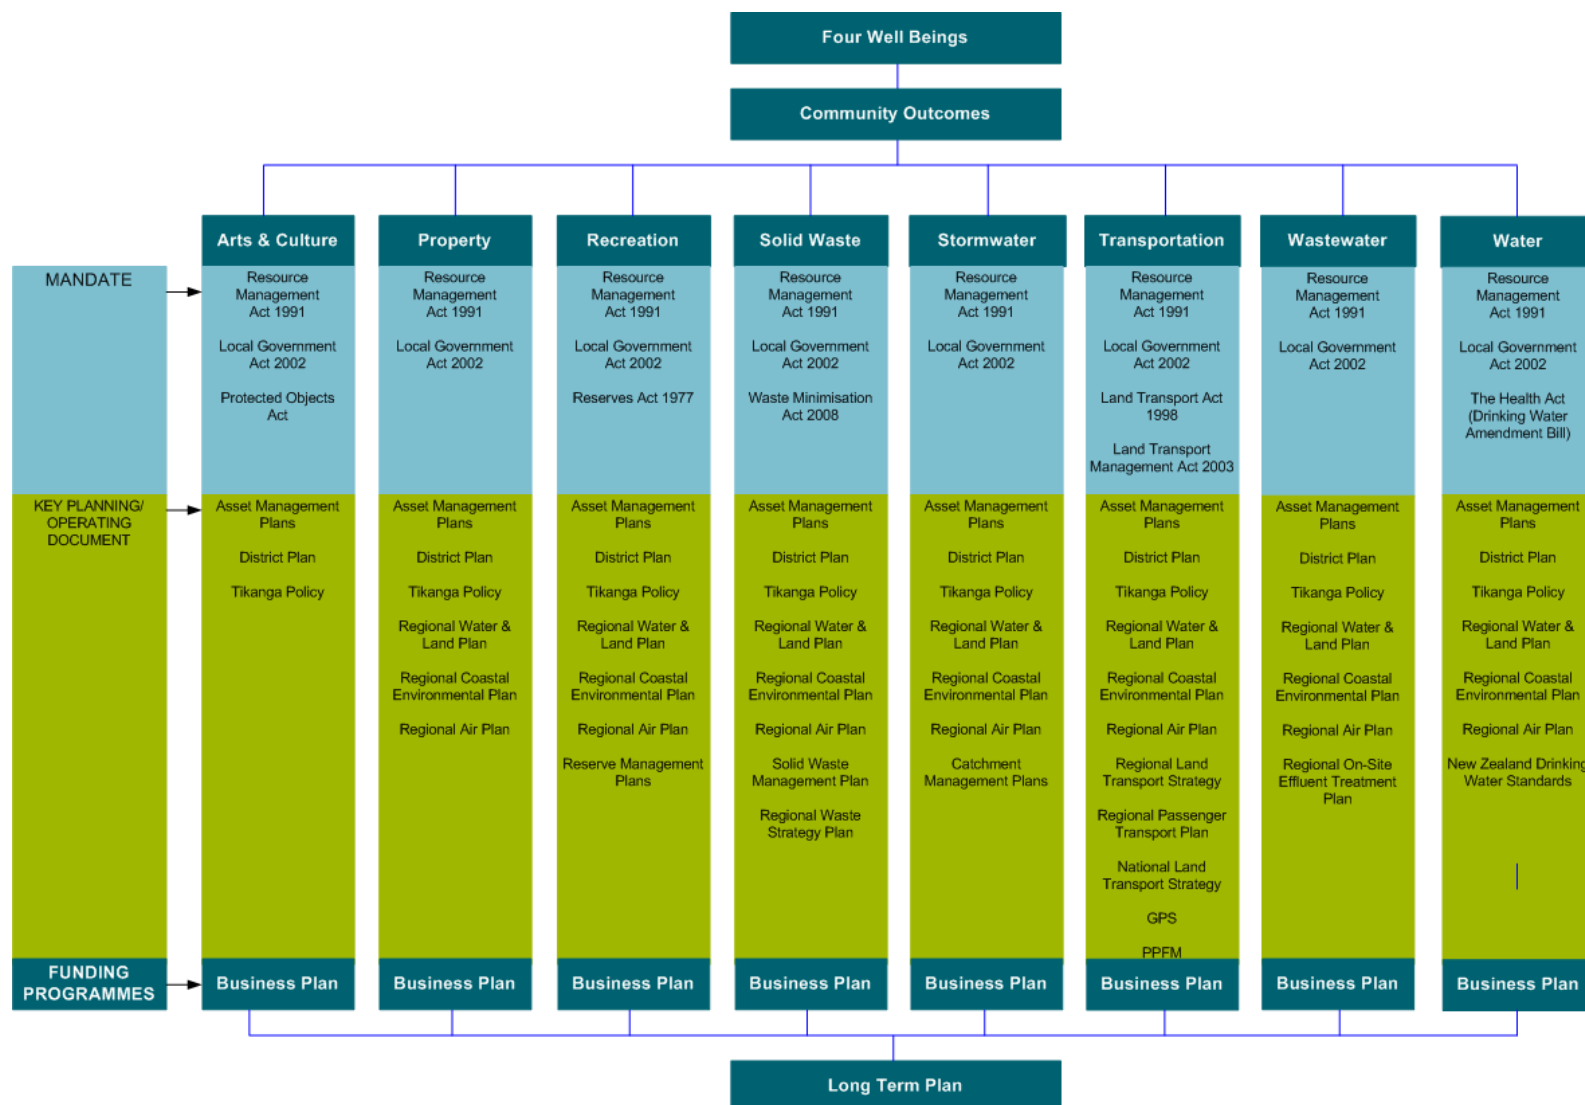 Four Well Beings
Community Outcomes
Arts & Culture
Property
Recreation
Solid Waste
Stormwater
Transportation
Wastewater
Water
MANDATE
Resource
Management
Act 1991
Local Government
Act 2002
Protected Objects
Act
Resource
Management
Act 1991
Local Government
Act 2002
Resource
Management
Act 1991
Local Government
Act 2002
Reserves Act 1977
Resource
Management
Act 1991
Local Government
Act 2002
Waste Minimisation
Act 2008
Resource
Management
Act 1991
Local Government
Act 2002
Resource
Management
Act 1991
Local Government
Act 2002
Land Transport Act
1998
Land Transport
Management Act 2003
Resource
Management
Act 1991
Local Government
Act 2002
Resource
Management
Act 1991
Local Government
Act 2002
The Health Act
(Drinking Water
Amendment Bill)
KEY PLANNING/
OPERATING
DOCUMENT
Asset Management
Plans
District Plan
Tikanga Policy
Asset Management
Plans
District Plan
Tikanga Policy
Regional Water &
Land Plan
Regional Coastal
Environmental Plan
Regional Air Plan
Asset Management
Plans
District Plan
Tikanga Policy
Regional Water &
Land Plan
Regional Coastal
Environmental Plan
Regional Air Plan
Reserve Management
Plans
Asset Management
Plans
District Plan
Tikanga Policy
Regional Water &
Land Plan
Regional Coastal
Environmental Plan
Regional Air Plan
Solid Waste
Management Plan
Regional Waste
Strategy Plan
Asset Management
Plans
District Plan
Tikanga Policy
Regional Water &
Land Plan
Regional Coastal
Environmental Plan
Regional Air Plan
Catchment
Management Plans
Asset Management
Plans
District Plan
Tikanga Policy
Regional Water &
Land Plan
Regional Coastal
Environmental Plan
Regional Air Plan
Regional Land
Transport Strategy
Regional Passenger
Transport Plan
National Land
Transport Strategy
GPS
PPFM
Asset Management
Plans
District Plan
Tikanga Policy
Regional Water &
Land Plan
Regional Coastal
Environmental Plan
Regional Air Plan
Regional On-Site
Effluent Treatment
Plan
Asset Management
Plans
District Plan
Tikanga Policy
Regional Water &
Land Plan
Regional Coastal
Environmental Plan
Regional Air Plan
New Zealand Drinking
Water Standards
FUNDING
PROGRAMMES
Business Plan
Business Plan
Business Plan
Business Plan
Business Plan
Business Plan
Business Plan
Business Plan
Long Term Plan